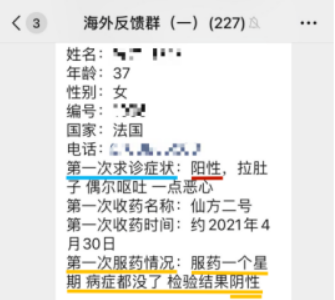 3
海外反馈群（一）(227)
姓名：
年龄：37
性别：女
编号：
国家：法国
电话：
第一次求诊症状：阳性，拉肚
子 偶尔呕吐 一点恶心
第一次收药名称：仙方二号
第一次收药时间：约2021年4
月30日
第一次服药情况：服药一个星
期 病症都没了 检验结果阴性